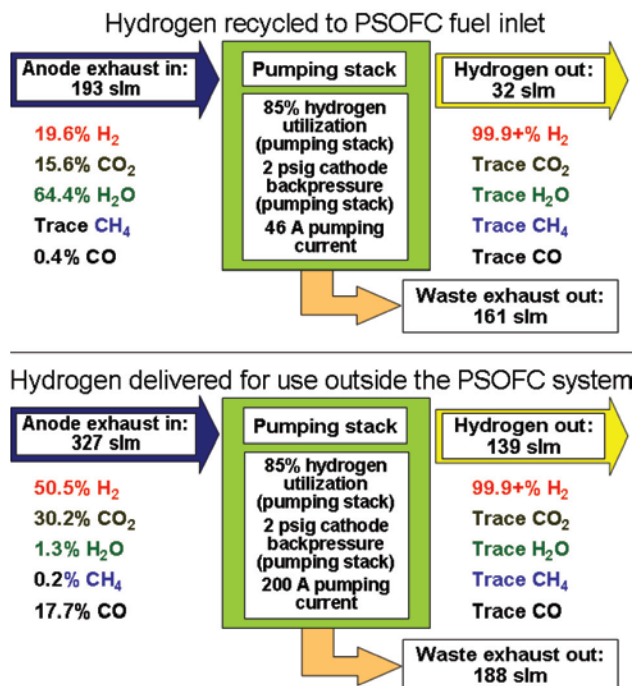 Hydrogen recycled to PSOFC fuel inlet
Anode exhaust in:
193 slm
Pumping stack
Hydrogen out:
32 slm
19.6% H₂
15.6% CO₂
64.4% H₂O
Trace CH₄
0.4% CO
85% hydrogen
utilization
(pumping stack)
2 psig cathode
backpressure
(pumping stack)
46 A pumping
current
99.9+% H₂
Trace CO₂
Trace H₂O
Trace CH₄
Trace CO
Waste exhaust out:
161 slm
Hydrogen delivered for use outside the PSOFC system
Anode exhaust in:
327 slm
Pumping stack
Hydrogen out:
139 slm
50.5% H₂
30.2% CO₂
1.3% H₂O
0.2% CH₄
17.7% CO
85% hydrogen
utilization
(pumping stack)
2 psig cathode
backpressure
(pumping stack)
200 A pumping
current
99.9+% H₂
Trace CO₂
Trace H₂O
Trace CH₄
Trace CO
Waste exhaust out:
188 slm